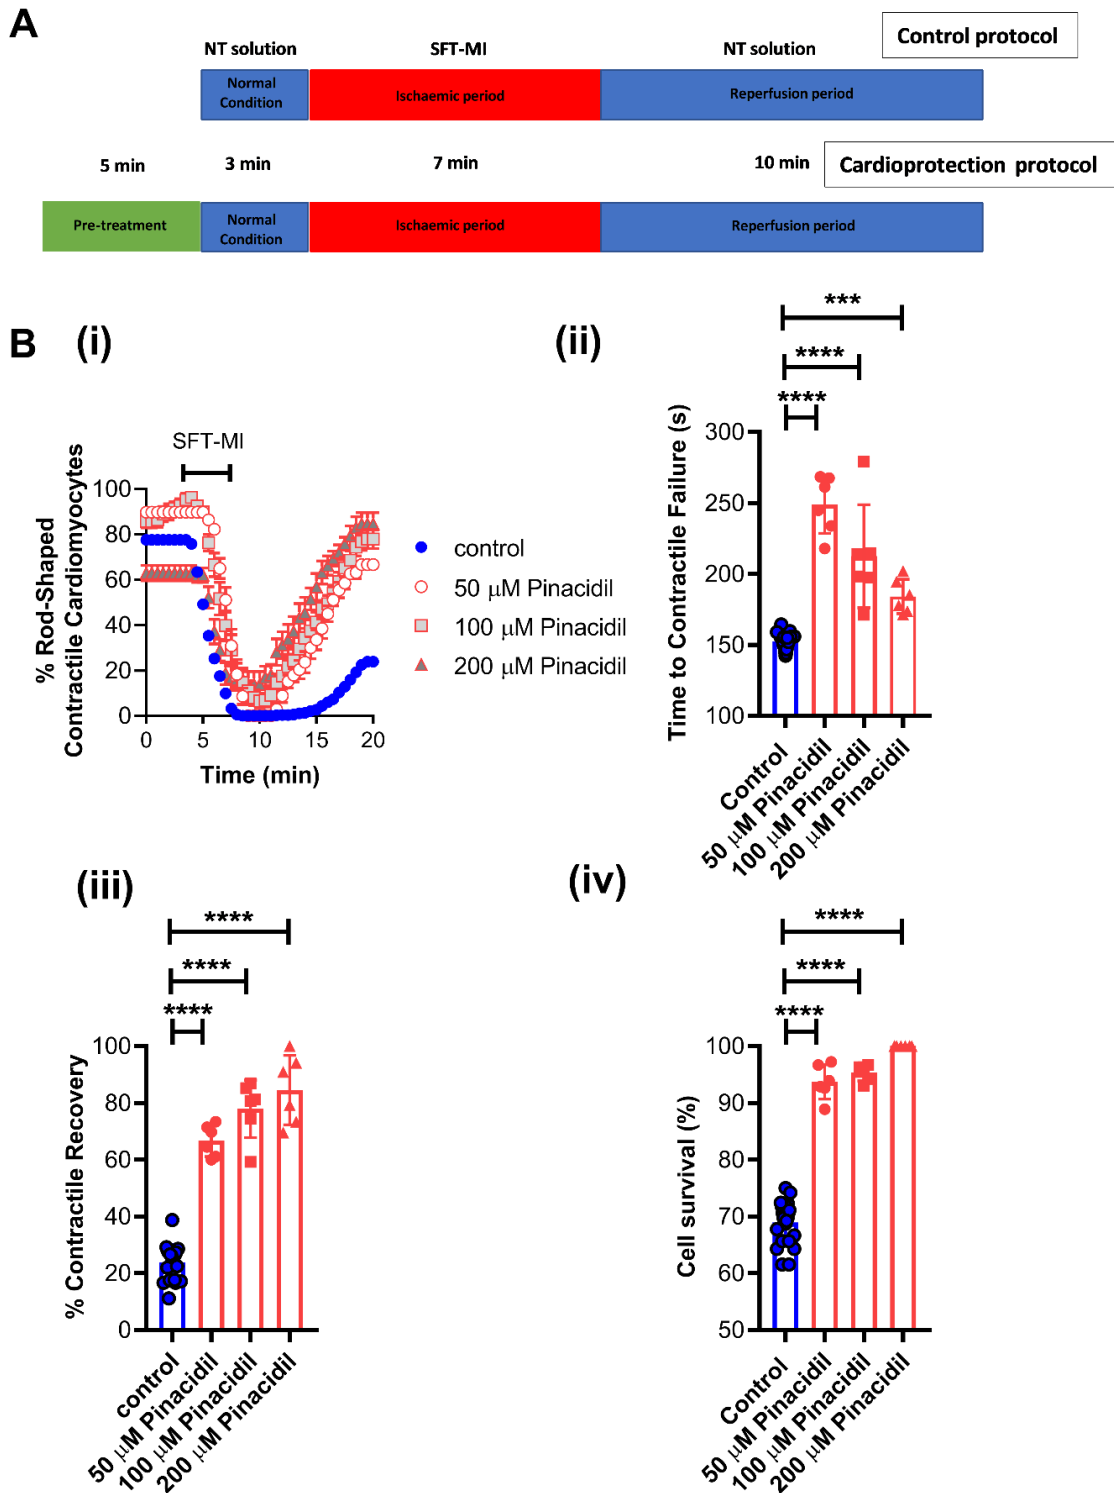 A
Control protocol
NT solution
SFT-MI
NT solution
Normal
Condition
Ischaemic period
Reperfusion period
5 min
3 min
7 min
10 min
Cardioprotection protocol
Pre-treatment
Normal
Condition
Ischaemic period
Reperfusion period
B
(i)
SFT-MI
% Rod-Shaped
Contractile Cardiomyocytes
100
80
60
40
20
0
0
5
10
15
20
Time (min)
control
50 μM Pinacidil
100 μM Pinacidil
200 μM Pinacidil
(ii)
***
****
****
Time to Contractile Failure (s)
300
250
200
150
100
Control
50 μM Pinacidil
100 μM Pinacidil
200 μM Pinacidil
(iii)
****
****
****
% Contractile Recovery
100
80
60
40
20
0
control
50 μM Pinacidil
100 μM Pinacidil
200 μM Pinacidil
(iv)
****
****
****
Cell survival (%)
100
90
80
70
60
50
Control
50 μM Pinacidil
100 μM Pinacidil
200 μM Pinacidil